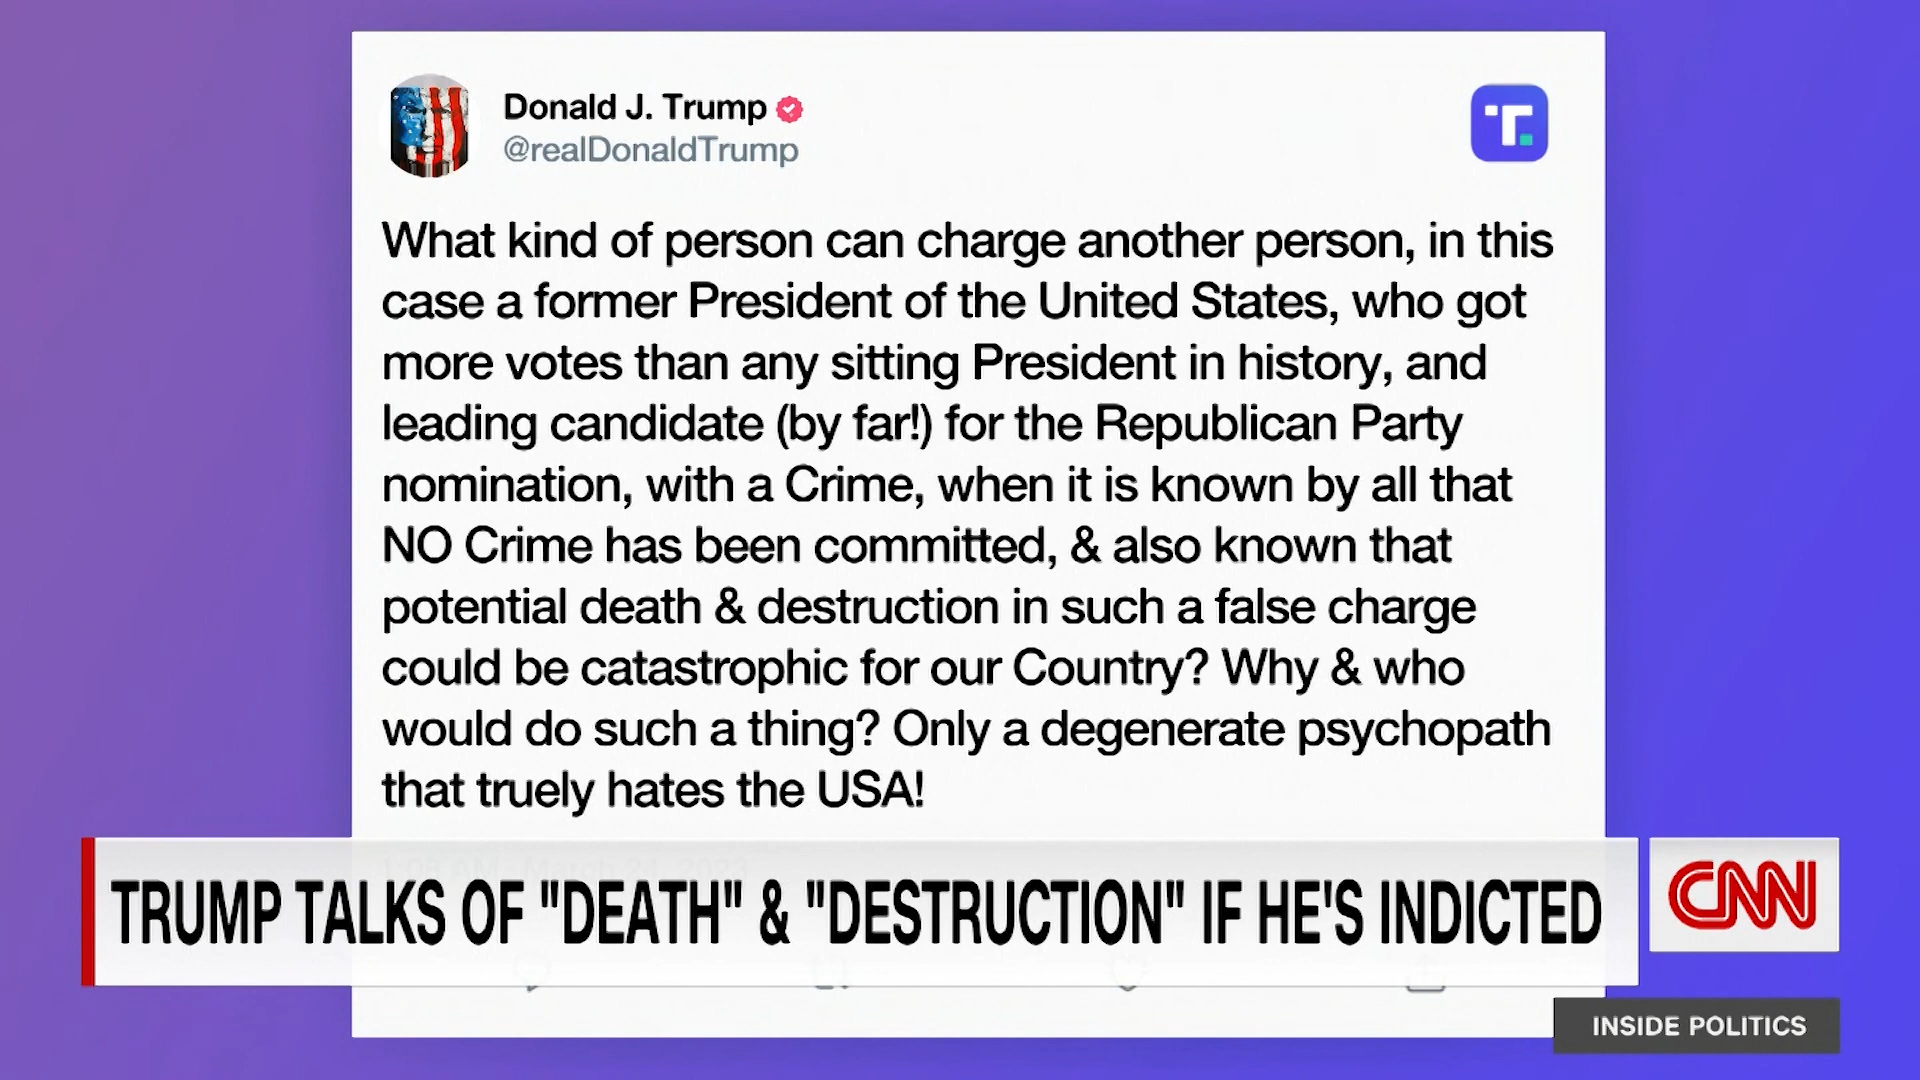 Donald J. Trump
@realDonaldTrump
T.
What kind of person can charge another person, in this
case a former President of the United States, who got
more votes than any sitting President in history, and
leading candidate (by far!) for the Republican Party
nomination, with a Crime, when it is known by all that
NO Crime has been committed, & also known that
potential death & destruction in such a false charge
could be catastrophic for our Country? Why & who
would do such a thing? Only a degenerate psychopath
that truely hates the USA!
March 24, 2023
TRUMP TALKS OF "DEATH" & "DESTRUCTION" IF HE'S INDICTED
CNN
INSIDE POLITICS